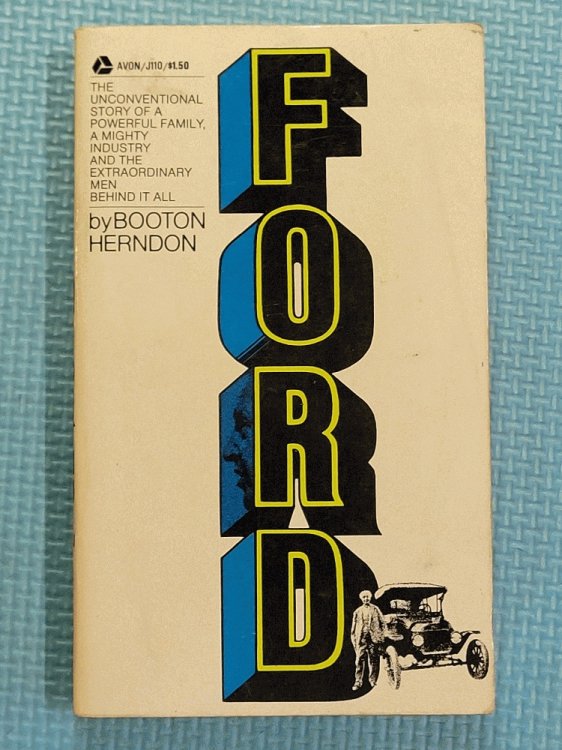 AVON/J110/$1.50
THE
UNCONVENTIONAL
STORY OF A
POWERFUL FAMILY,
A MIGHTY
INDUSTRY
AND THE
EXTRAORDINARY
MEN
BEHIND IT ALL
by BOOTON
HERNDON
FORD